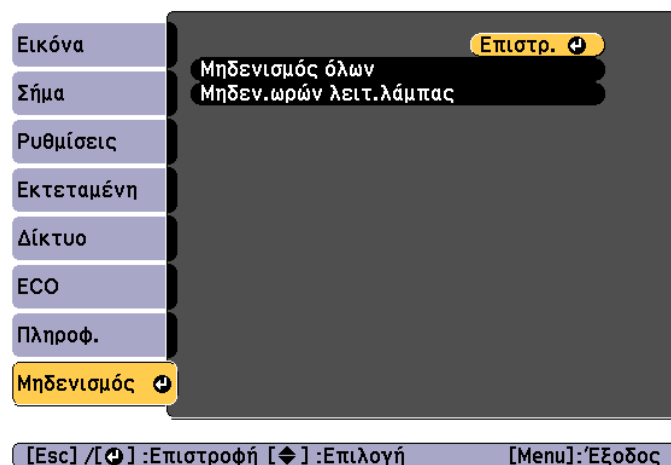 Εικόνα
Σήμα
Ρυθμίσεις
Εκτεταμένη
Δίκτυο
ECO
Πληροφ.
Μηδενισμός
Επιστρ.
Μηδενισμός όλων
Μηδεν.ωρών λειτ.λάμπας
[Esc] /[⏎] :Επιστροφή [◆] :Επιλογή [Menu]:Έξοδος